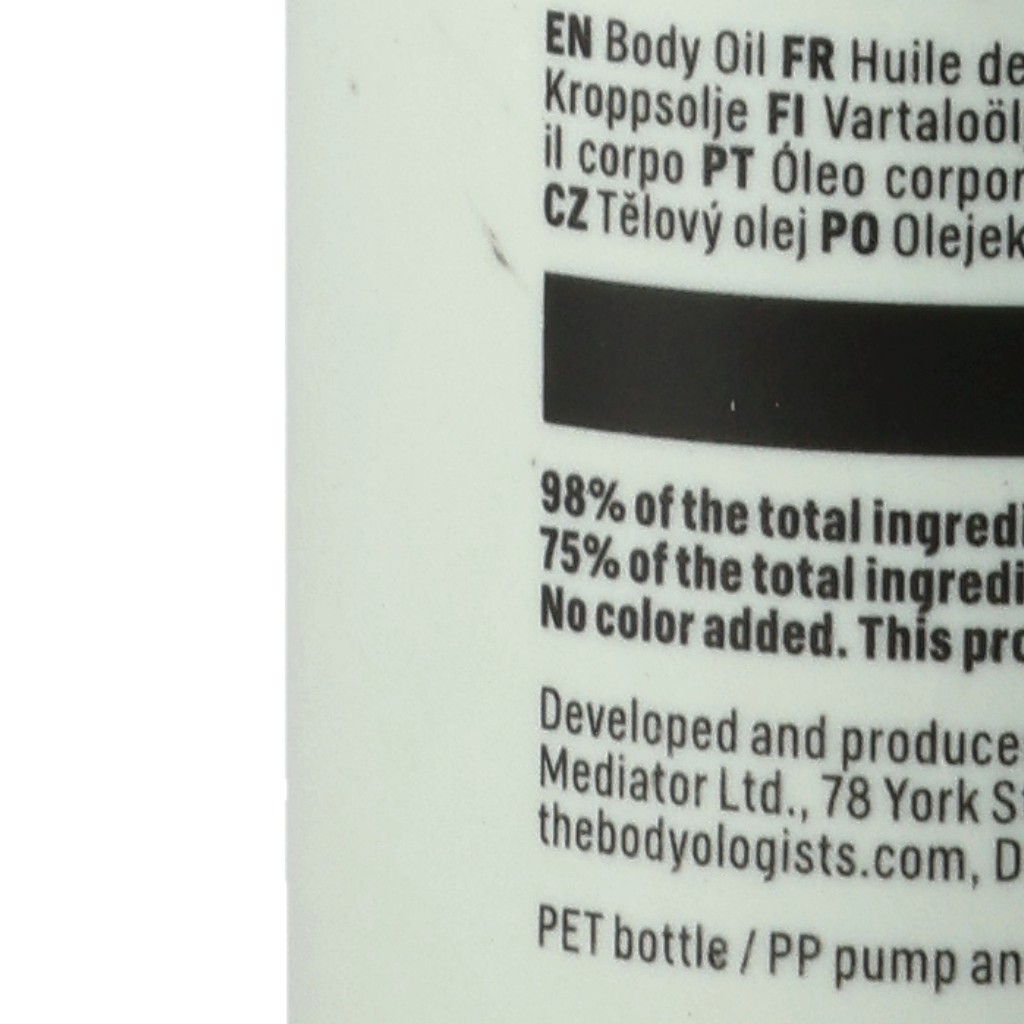 EN Body Oil FR Huile de
Kroppsolje FI Vartaloölj
il corpo PT Óleo corpor
CZ Tělový olej PO Olejek
98% of the total ingredi
75% of the total ingredi
No color added. This pro
Developed and produce
Mediator Ltd., 78 York St
thebodyologists.com, D
PET bottle / PP pump an